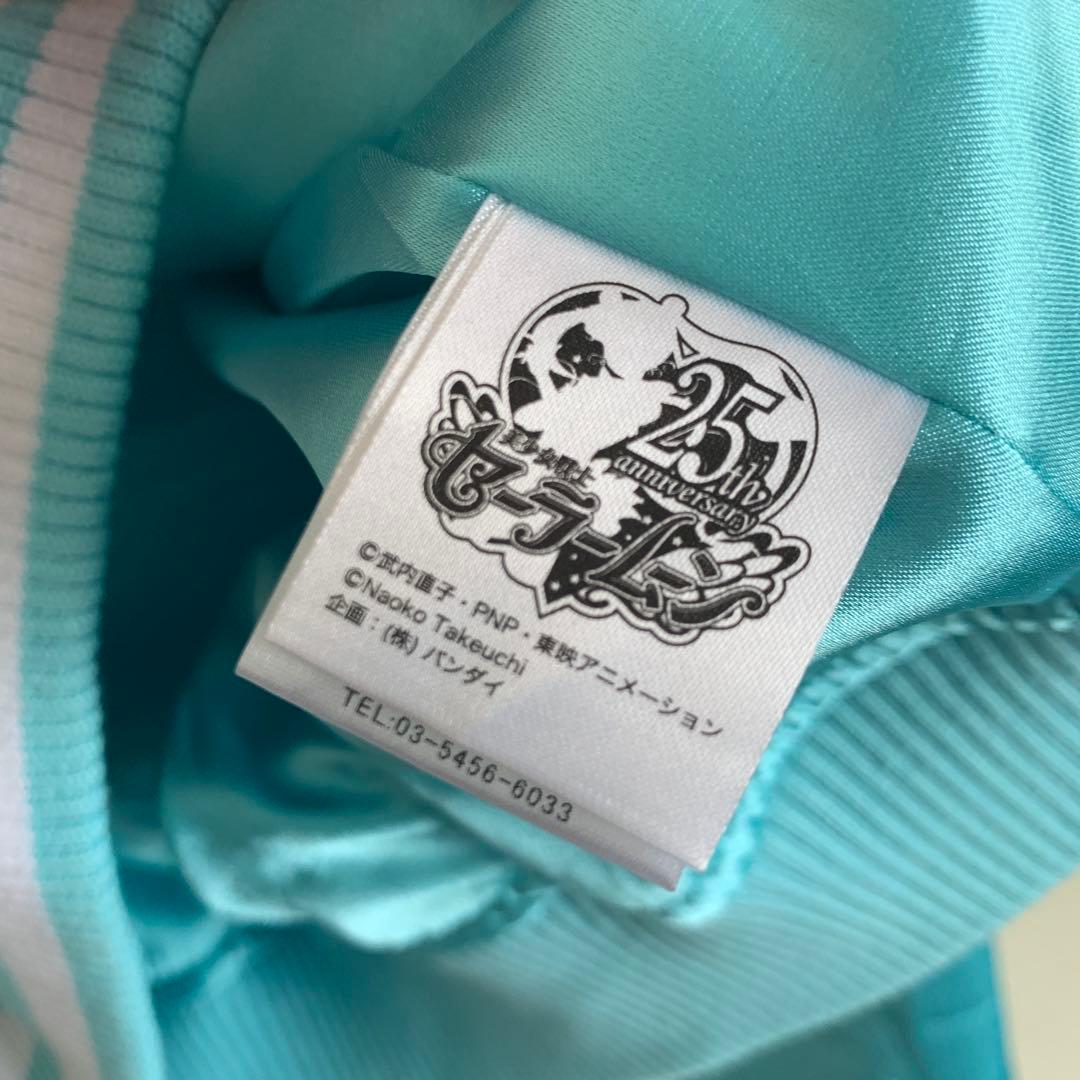 25th
anniversary
美少女戦士
セーラームーン
©武内直子・PNP・東映アニメーション
©Naoko Takeuchi
企画:(株)バンダイ
TEL:03-5456-6033